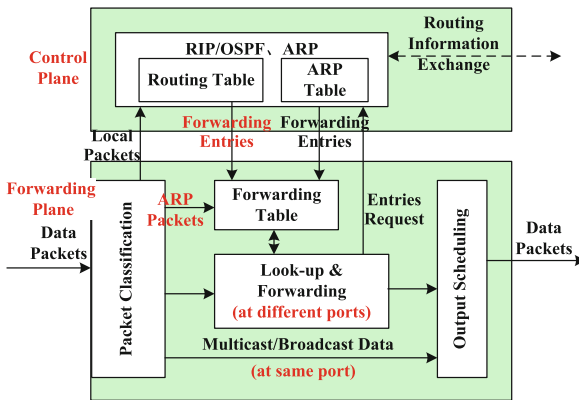 Control
Plane
RIP/OSPF、ARP
Routing Table
ARP
Table
Routing
Information
Exchange
Local
Packets
Forwarding
Entries
Forwarding
Entries
Forwarding
Plane
Data
Packets
Packet Classification
ARP
Packets
Forwarding
Table
Entries
Request
Look-up &
Forwarding
(at different ports)
Multicast/Broadcast Data
(at same port)
Output Scheduling
Data
Packets